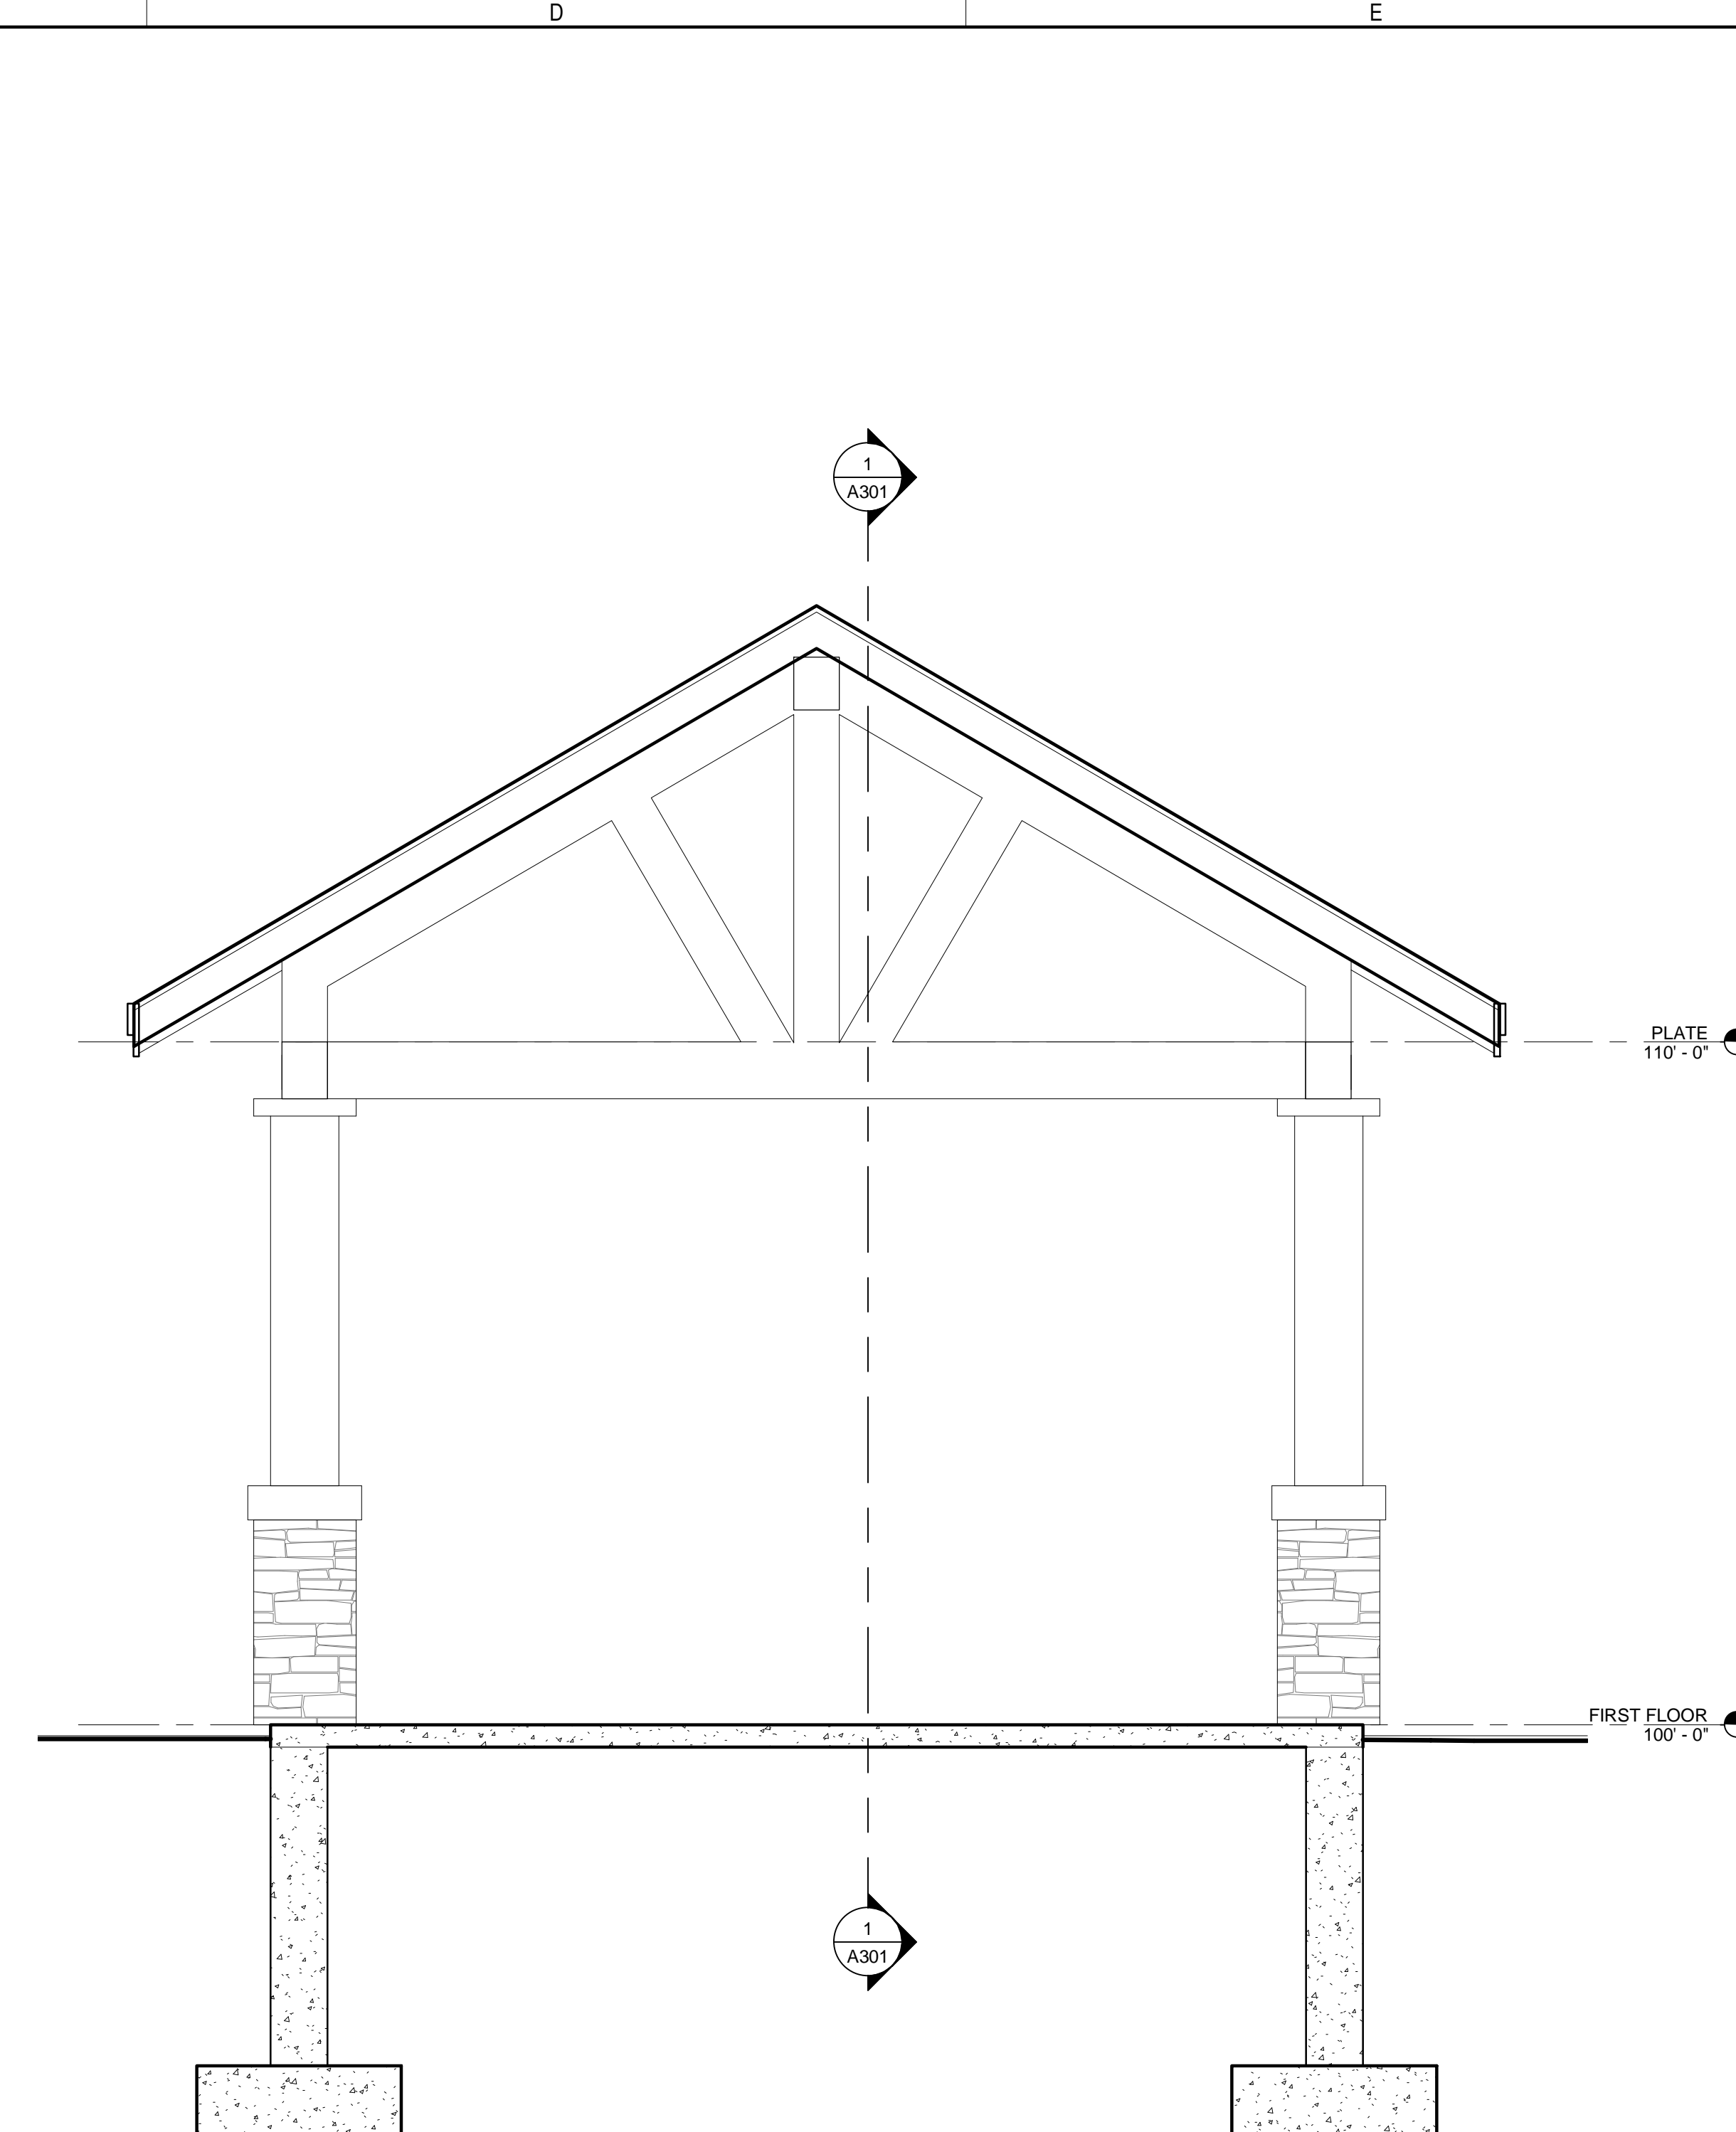 D
E
1
A301
PLATE
110' - 0"
FIRST FLOOR
100' - 0"
1
A301